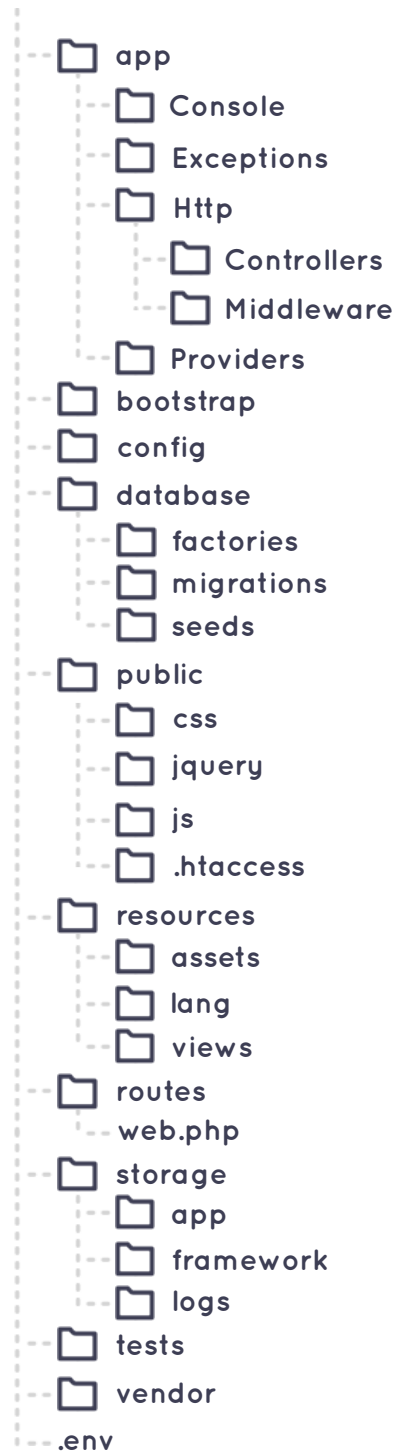 app
Console
Exceptions
Http
Controllers
Middleware
Providers
bootstrap
config
database
factories
migrations
seeds
public
css
jquery
js
.htaccess
resources
assets
lang
views
routes
web.php
storage
app
framework
logs
tests
vendor
.env